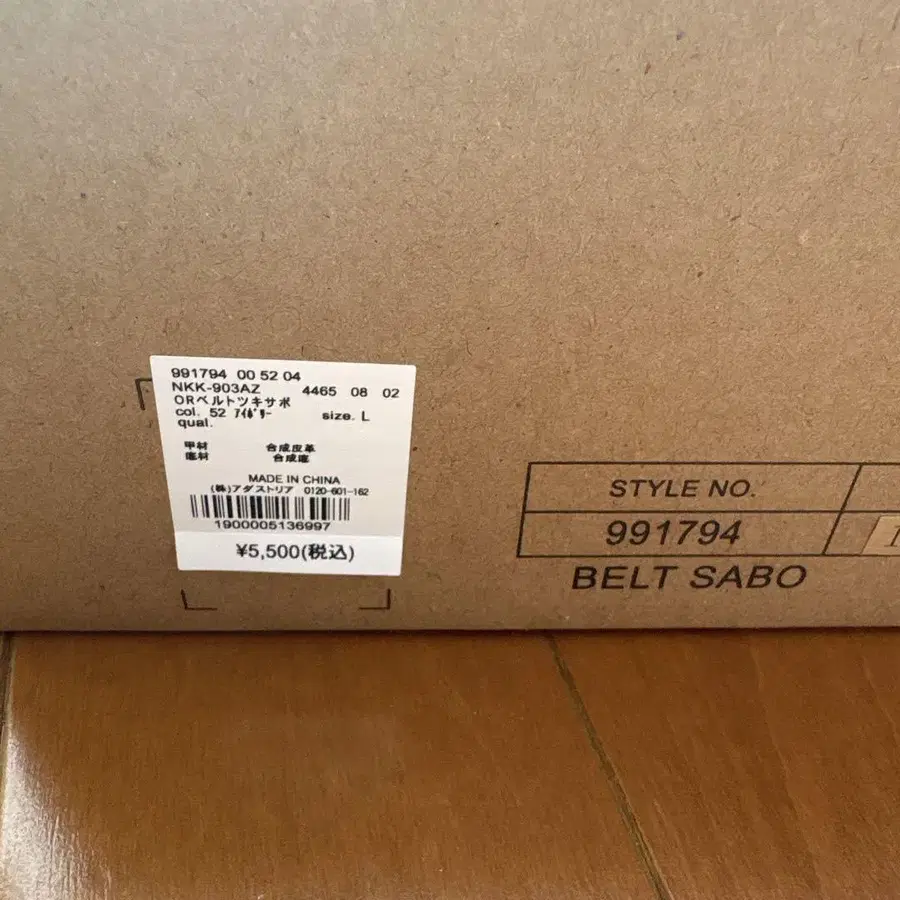 991794 00 52 04
NKK-903AZ 4465 08 02
ORベルトツキサボ
col. 52 ｱｲﾎﾞﾘｰ size. L
qual.
甲材 合成皮革
底材 合成底
MADE IN CHINA
(株)アダストリア 0120-601-162
1900005136997
¥5,500(税込)
STYLE NO.
991794
BELT SABO